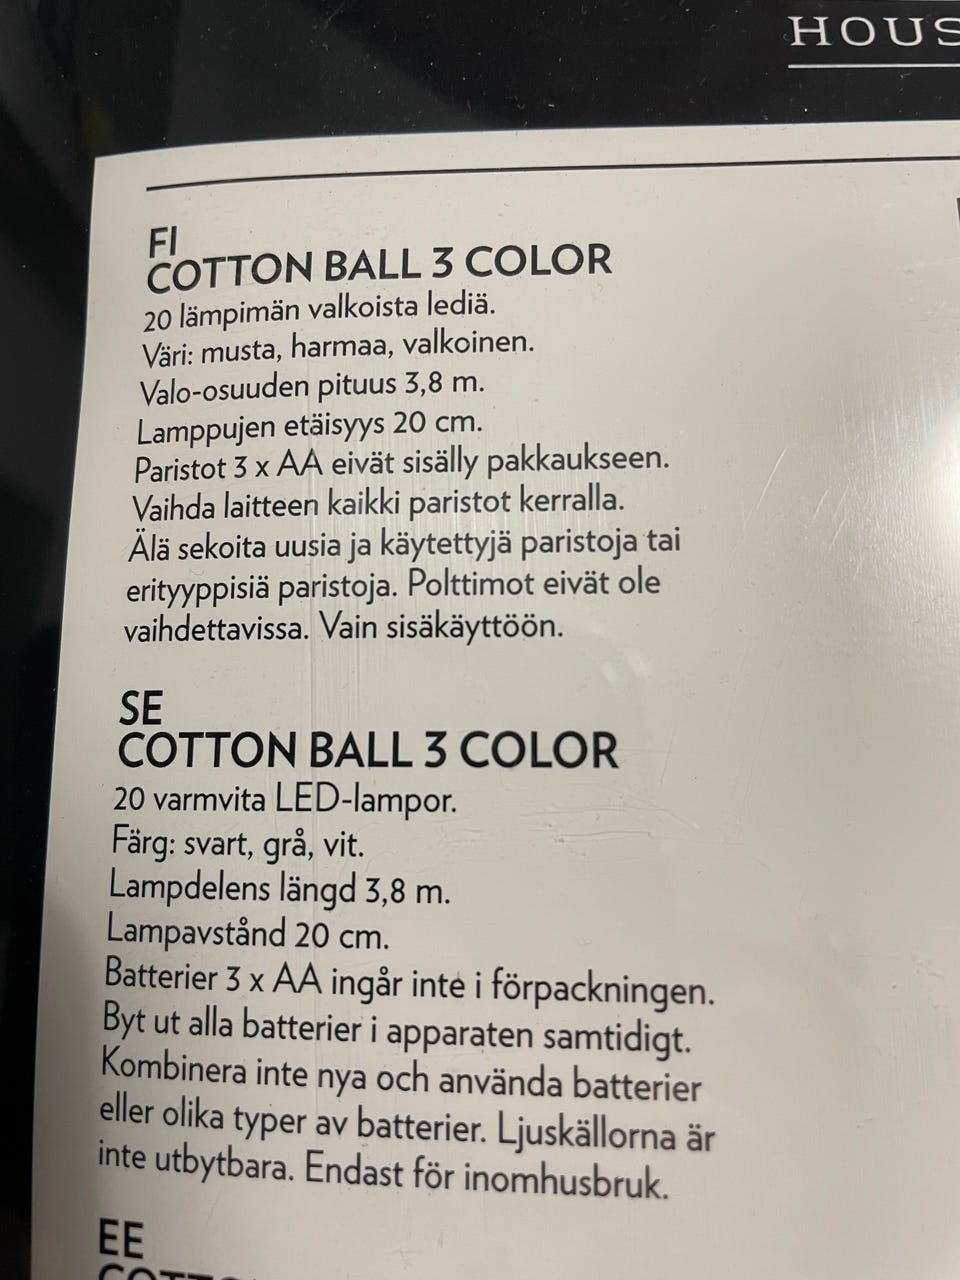 HOUS
FI
COTTON BALL 3 COLOR
20 lämpimän valkoista lediä.
Väri: musta, harmaa, valkoinen.
Valo-osuuden pituus 3,8 m.
Lamppujen etäisyys 20 cm.
Paristot 3 x AA eivät sisälly pakkaukseen.
Vaihda laitteen kaikki paristot kerralla.
Älä sekoita uusia ja käytettyjä paristoja tai
erityyppisiä paristoja. Polttimot eivät ole
vaihdettavissa. Vain sisäkäyttöön.
SE
COTTON BALL 3 COLOR
20 varmvita LED-lampor.
Färg: svart, grå, vit.
Lampdelens längd 3,8 m.
Lampavstånd 20 cm.
Batterier 3 x AA ingår inte i förpackningen.
Byt ut alla batterier i apparaten samtidigt.
Kombinera inte nya och använda batterier
eller olika typer av batterier. Ljuskällorna är
inte utbytbara. Endast för inomhusbruk.
EE